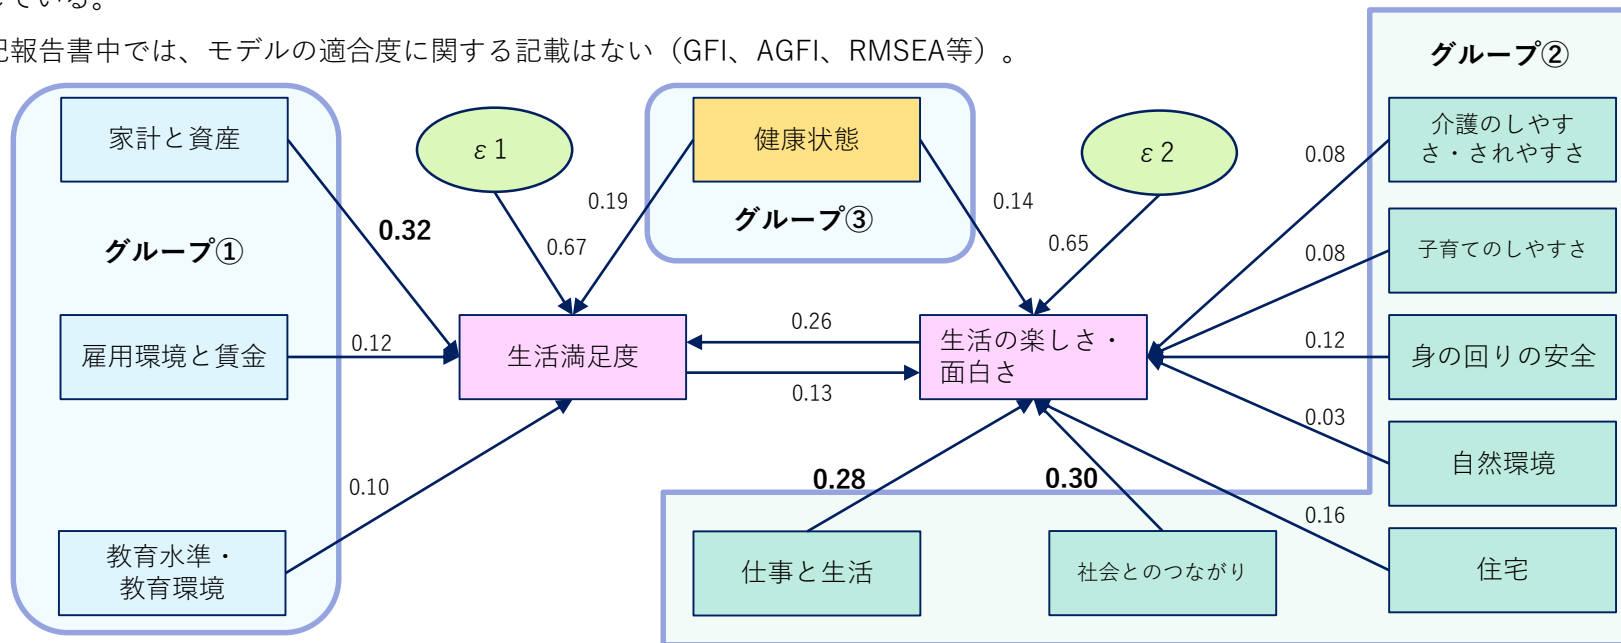 ている。
記報告書中では、モデルの適合度に関する記載はない（GFI、AGFI、RMSEA等）。
グループ②
家計と資産
ε1
健康状態
ε2
介護のしやす
さ・されやすさ
0.08
0.19
0.14
グループ③
0.32
グループ①
0.67
0.65
0.08
子育てのしやすさ
雇用環境と賃金
0.12
生活満足度
0.26
0.13
生活の楽しさ・
面白さ
0.12
身の回りの安全
0.03
自然環境
0.10
0.28
0.30
0.16
教育水準・
教育環境
仕事と生活
社会とのつながり
住宅